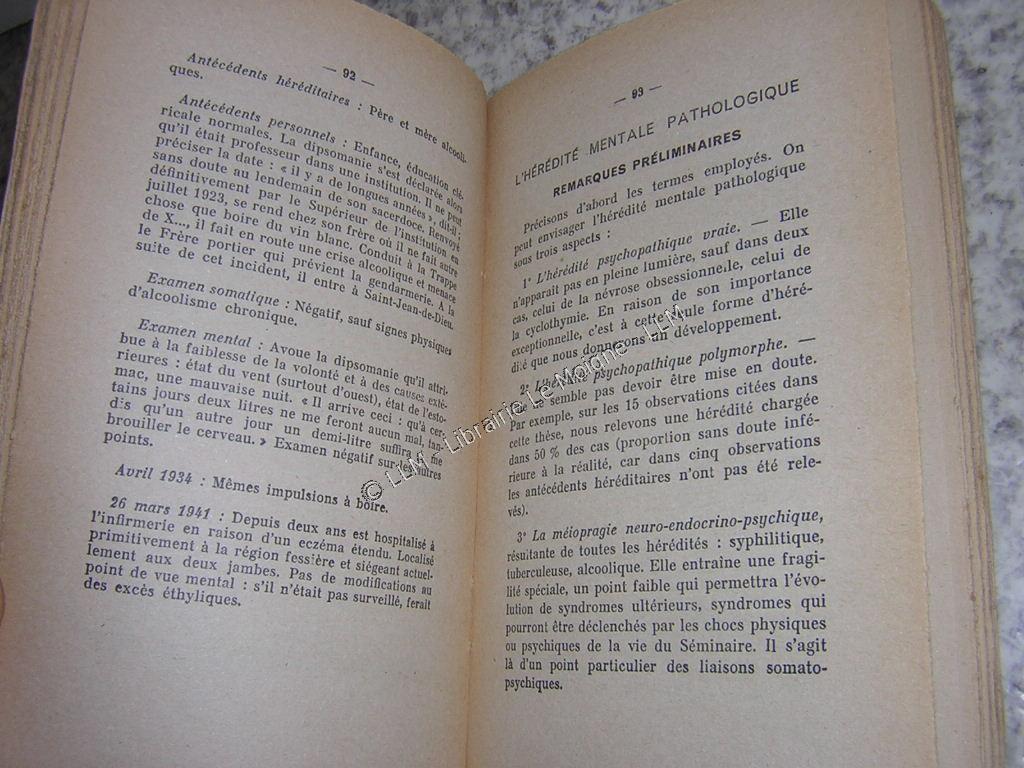 — 92 —
Antécédents héréditaires : Père et mère alcooli-
ques.
Antécédents personnels : Enfance, éducation clé-
ricale normales. La dipsomanie s'est déclarée alors
qu'il était professeur dans une institution. Il ne peut
préciser la date : « il y a de longues années », dit-il ;
sans doute au lendemain de son sacerdoce. Renvoyé
définitivement par le Supérieur de l'institution en
juillet 1923, se rend chez son frère où il ne fait autre
chose que boire du vin blanc. Conduit à la Trappe
de X..., il fait en route une crise alcoolique et menace
le Frère portier qui prévient la gendarmerie. A la
suite de cet incident, il entre à Saint-Jean-de-Dieu.
Examen somatique : Négatif, sauf signes physiques
d'alcoolisme chronique.
Examen mental : Avoue la dipsomanie qu'il attri-
bue à la faiblesse de la volonté et à des causes exté-
rieures : état du vent (surtout d'ouest), état de l'esto-
mac, une mauvaise nuit. « Il arrive ceci : qu'à cer-
tains jours deux litres ne me feront aucun mal, tan-
dis qu'un autre jour un demi-litre suffira à me
brouiller le cerveau. » Examen négatif sur les autres
points.
Avril 1934 : Mêmes impulsions à boire.
26 mars 1941 : Depuis deux ans est hospitalisé à
l'infirmerie en raison d'un eczéma étendu. Localisé
primitivement à la région fessière et siégeant actuel-
lement aux deux jambes. Pas de modifications au
point de vue mental : s'il n'était pas surveillé, ferait
des excès éthyliques.
— 93 —
L'HÉRÉDITÉ MENTALE PATHOLOGIQUE
REMARQUES PRÉLIMINAIRES
Précisons d'abord les termes employés. On
peut envisager l'hérédité mentale pathologique
sous trois aspects :
1° L'hérédité psychopathique vraie. — Elle
n'apparaît pas en pleine lumière, sauf dans deux
cas, celui de la névrose obsessionnelle, celui de
la cyclothymie. En raison de son importance
exceptionnelle, c'est à cette seule forme d'héré-
dité que nous donnerons un développement.
2° L'hérédité psychopathique polymorphe. —
Elle ne semble pas devoir être mise en doute.
Par exemple, sur les 15 observations citées dans
cette thèse, nous relevons une hérédité chargée
dans 50 % des cas (proportion sans doute infé-
rieure à la réalité, car dans cinq observations
les antécédents héréditaires n'ont pas été rele-
vés).
3° La méiopragie neuro-endocrino-psychique,
résultante de toutes les hérédités : syphilitique,
tuberculeuse, alcoolique. Elle entraine une fragi-
lité spéciale, un point faible qui permettra l'évo-
lution de syndromes ultérieurs, syndromes qui
pourront être déclenchés par les chocs physiques
ou psychiques de la vie du Séminaire. Il s'agit
là d'un point particulier des liaisons somato-
psychiques.
© LLM - Librairie Le Moigne - LLM